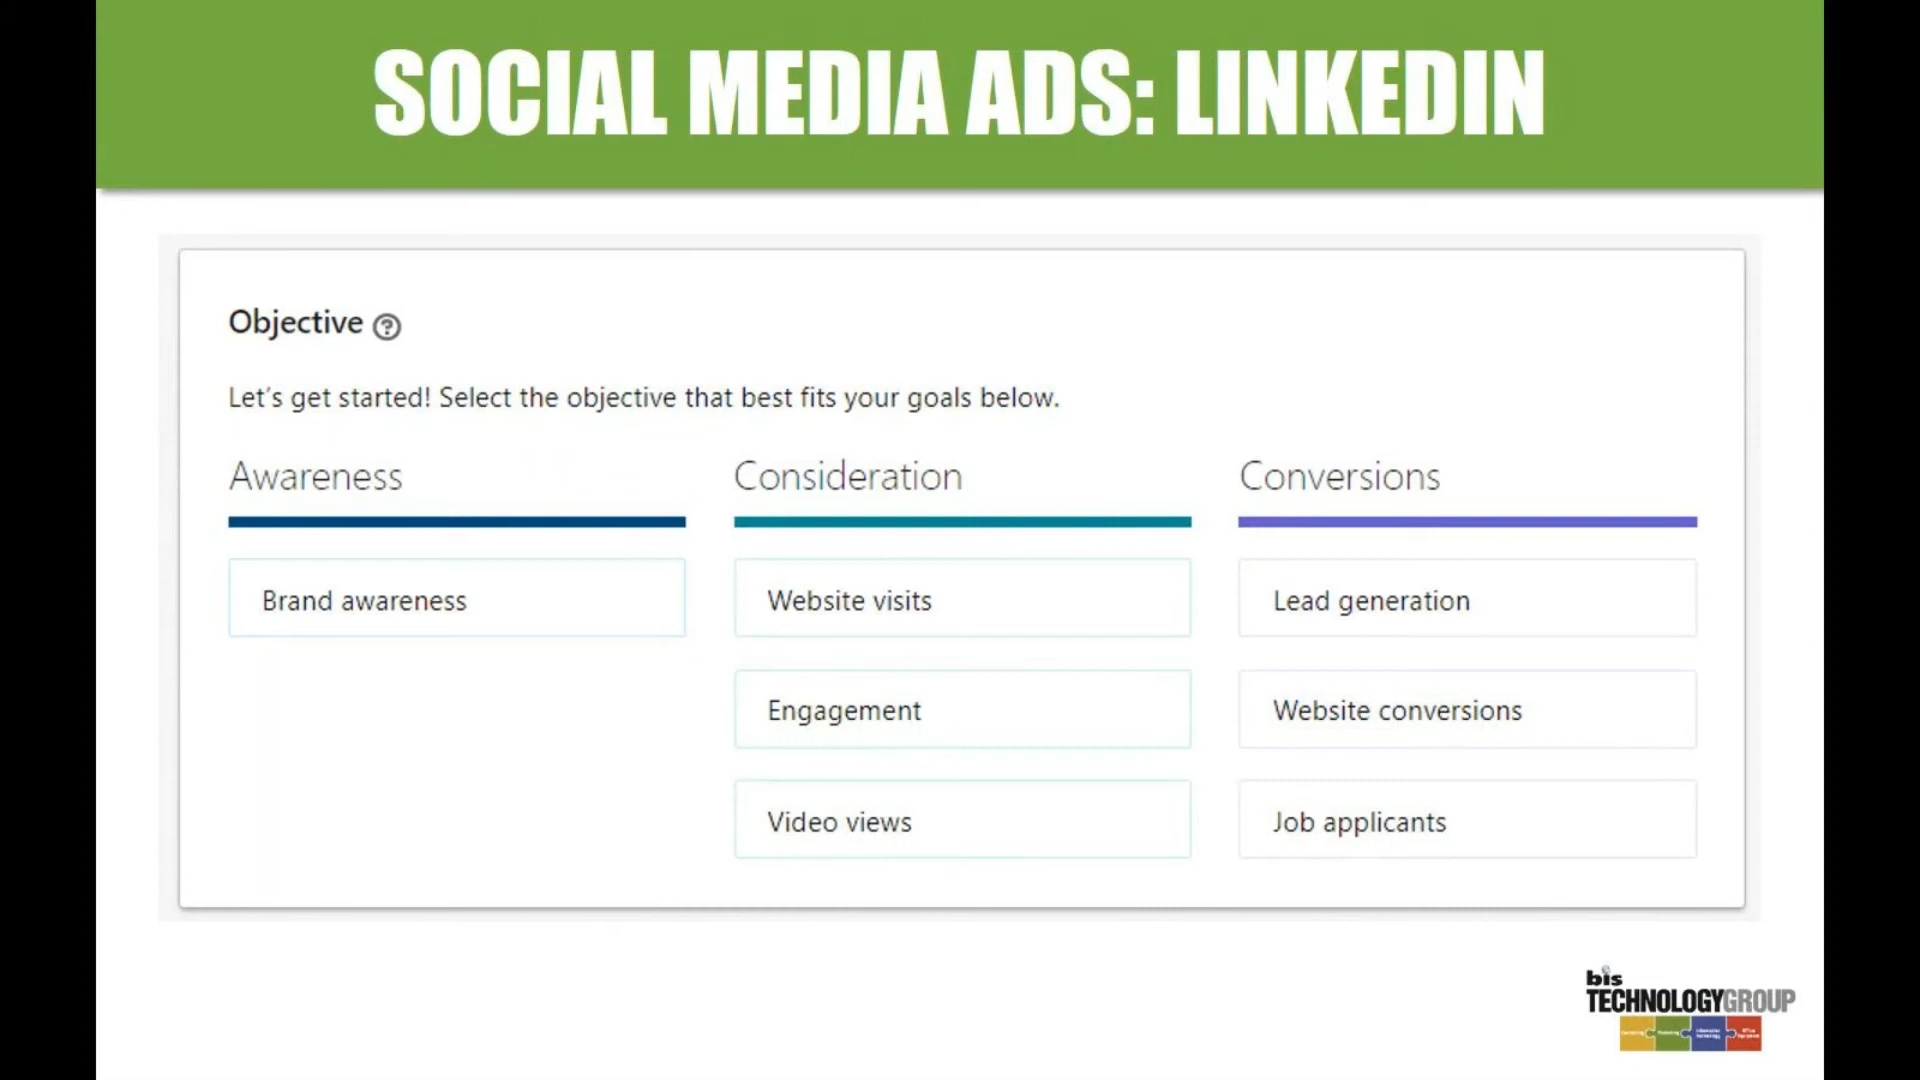 SOCIAL MEDIA ADS: LINKEDIN
Objective ?
Let's get started! Select the objective that best fits your goals below.
Awareness
Brand awareness
Consideration
Website visits
Engagement
Video views
Conversions
Lead generation
Website conversions
Job applicants
bis
TECHNOLOGYGROUP